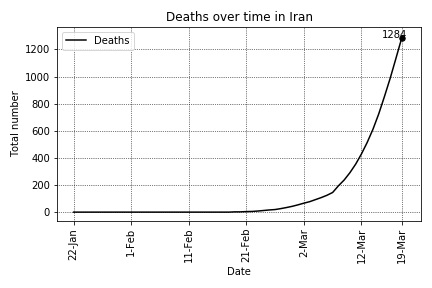 Deaths over time in Iran
1284
Deaths
1200
1000
800
600
400
200
0
Total number
22-Jan
1-Feb
11-Feb
21-Feb
2-Mar
12-Mar
19-Mar
Date